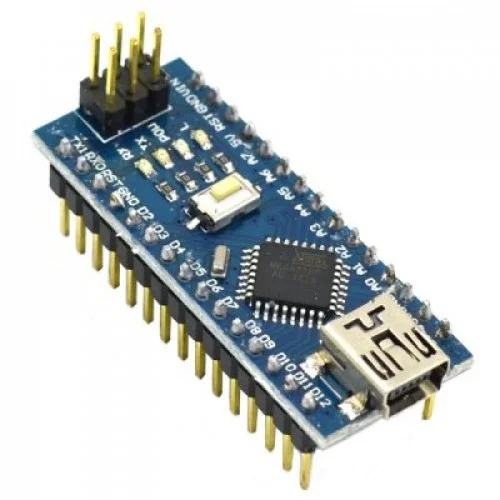 TX1 RX0 RST GND D2 D3 D4 D5 D6 D7 D8 D9 D10 D11 D12
RX TX POW L
VIN GND RST 5V A7 A6 A5 A4 A3 A2 A1 A0